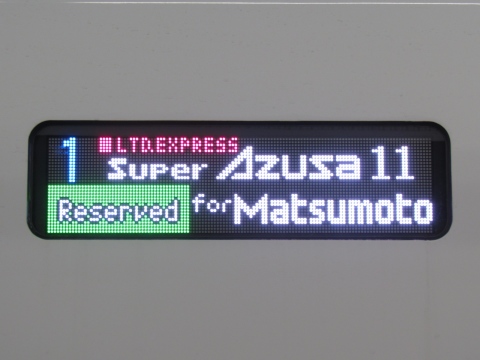 1 LTD.EXPRESS
Super Azusa 11
Reserved for Matsumoto